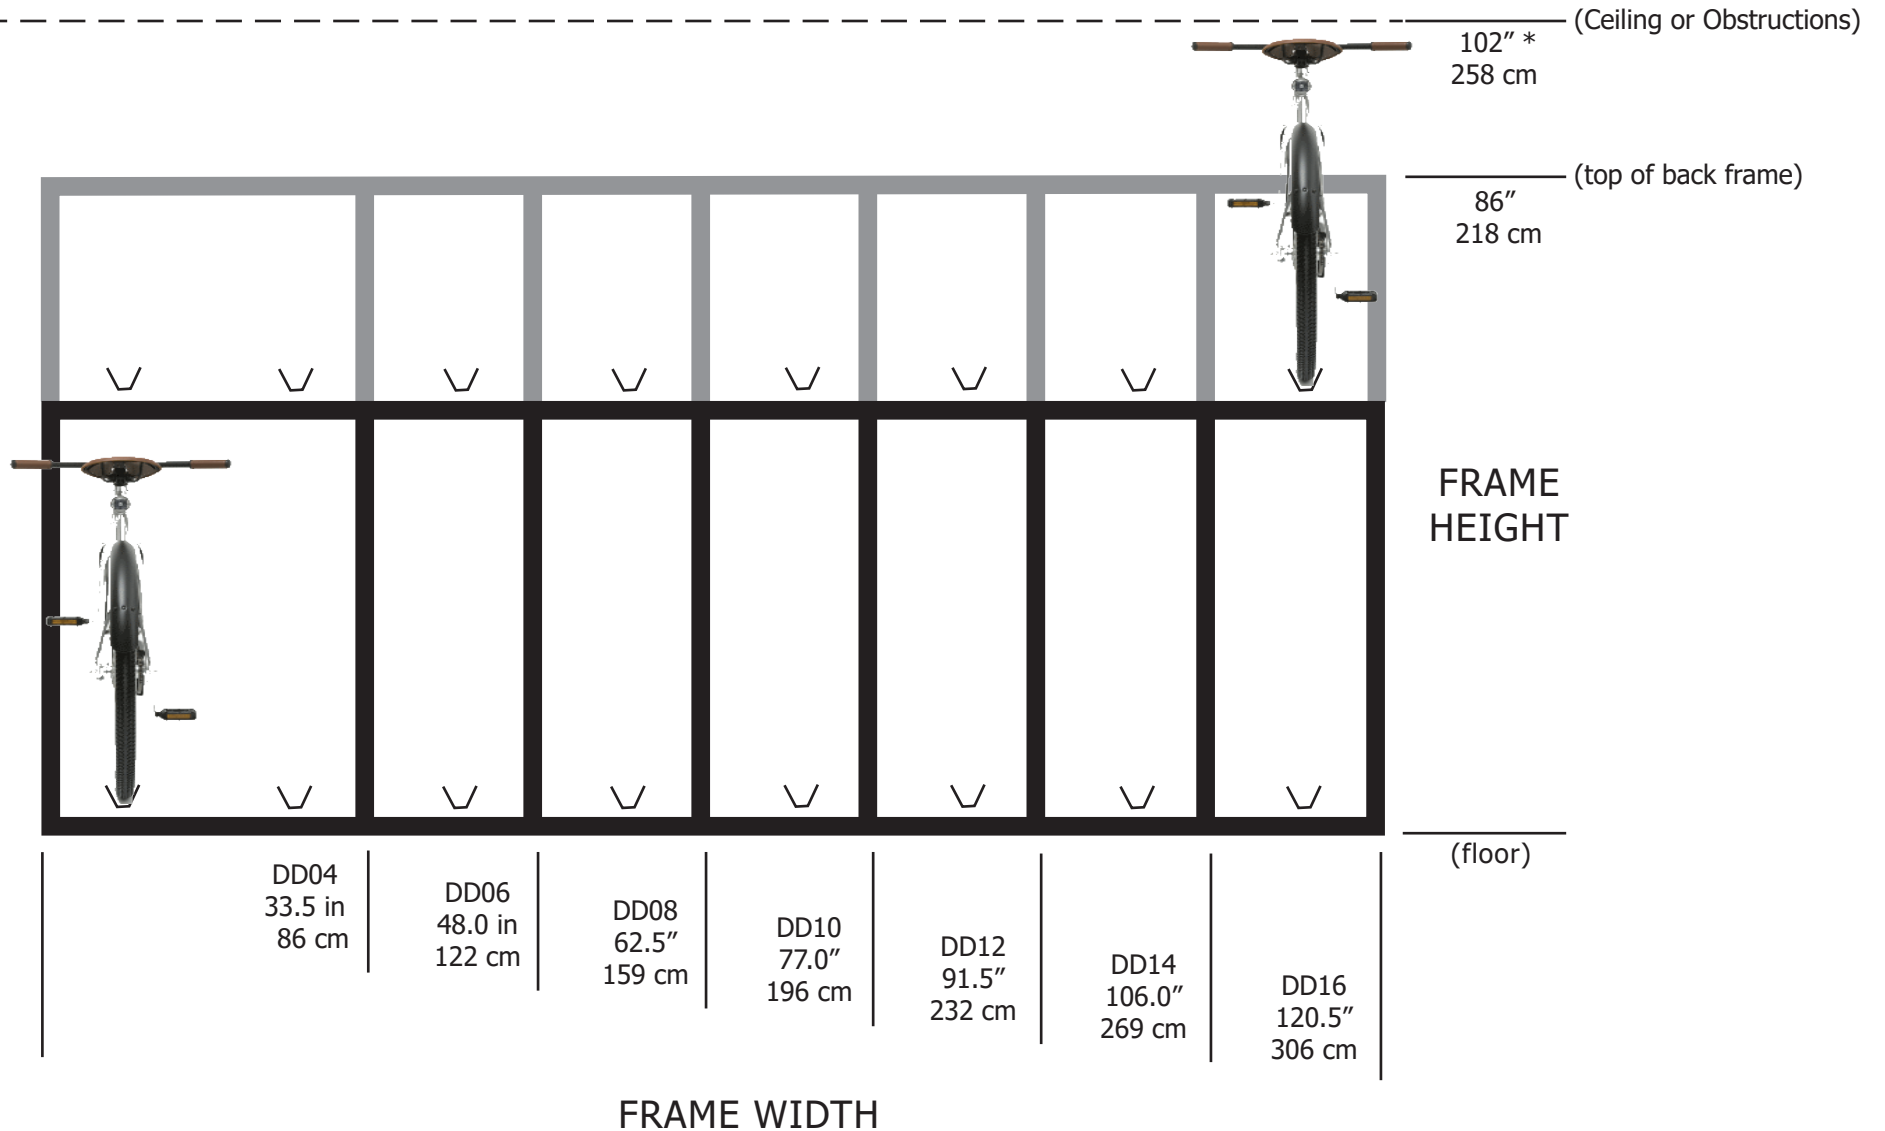 (Ceiling or Obstructions)
102″ *
258 cm
(top of back frame)
86″
218 cm
FRAME
HEIGHT
(floor)
DD04
33.5 in
86 cm
DD06
48.0 in
122 cm
DD08
62.5″
159 cm
DD10
77.0″
196 cm
DD12
91.5″
232 cm
DD14
106.0″
269 cm
DD16
120.5″
306 cm
FRAME WIDTH